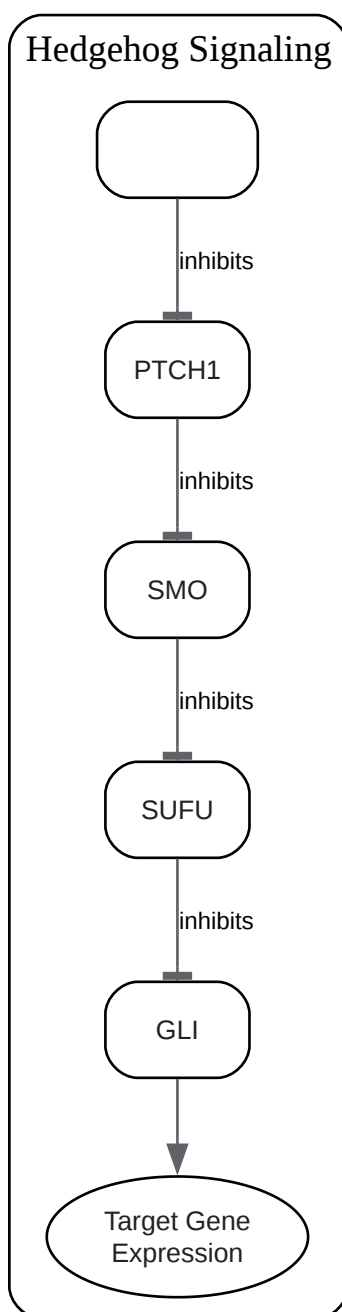 Hedgehog Signaling
inhibits
PTCH1
inhibits
SMO
inhibits
SUFU
inhibits
GLI
Target Gene
Expression